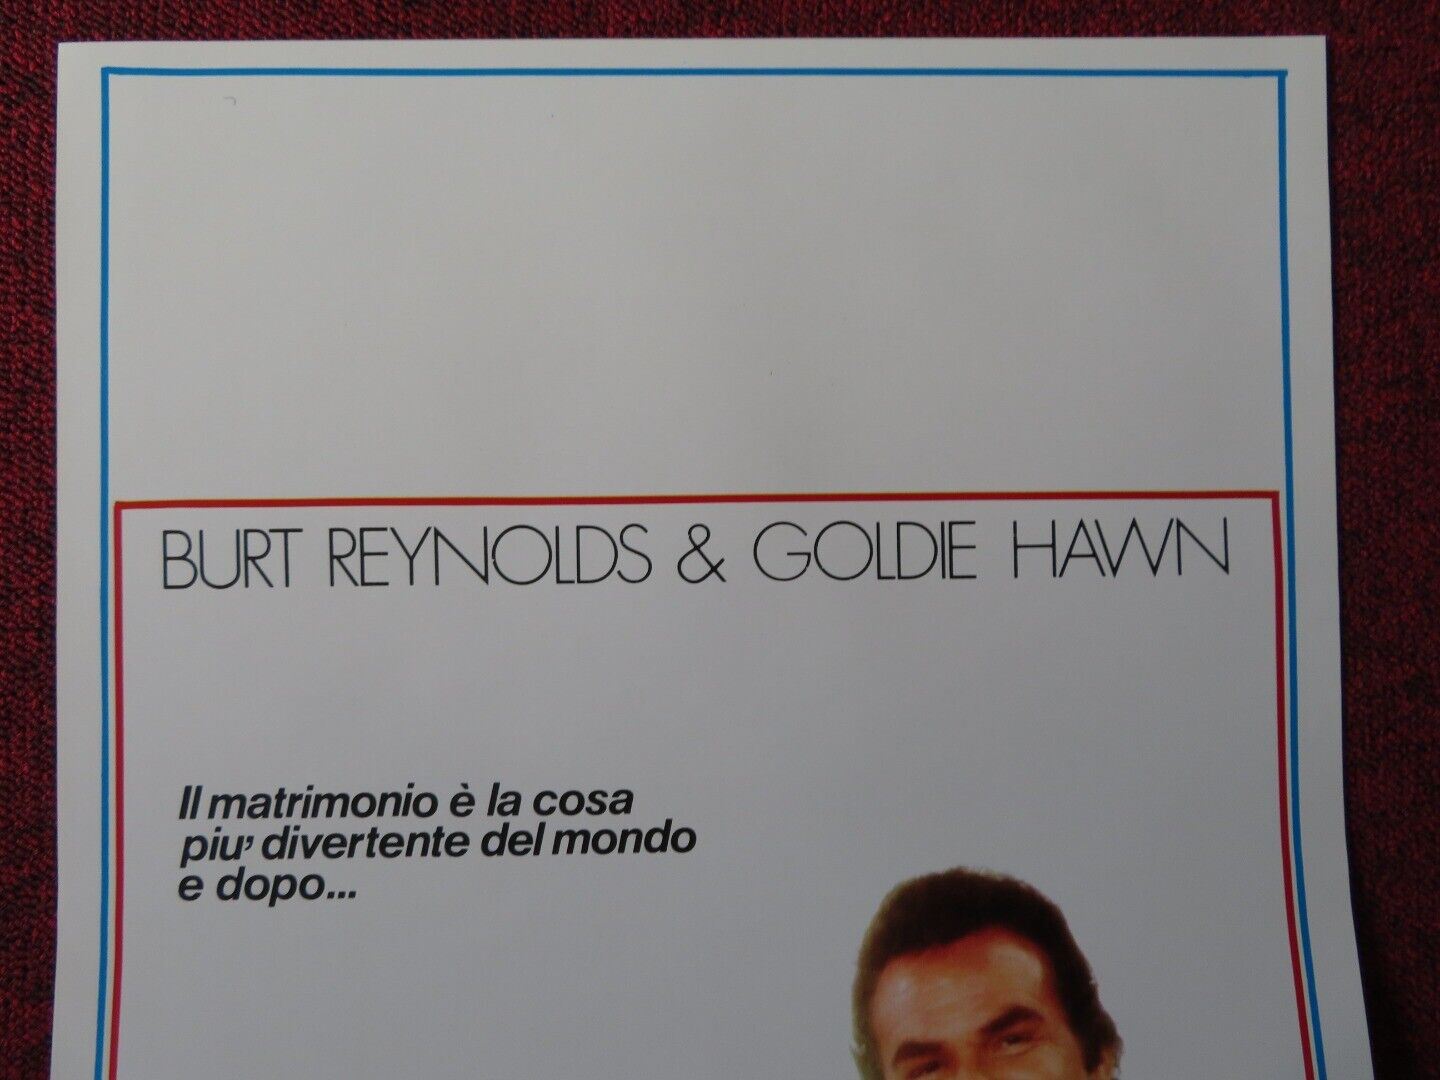 BURT REYNOLDS & GOLDIE HAWN
Il matrimonio è la cosa
piu' divertente del mondo
e dopo...